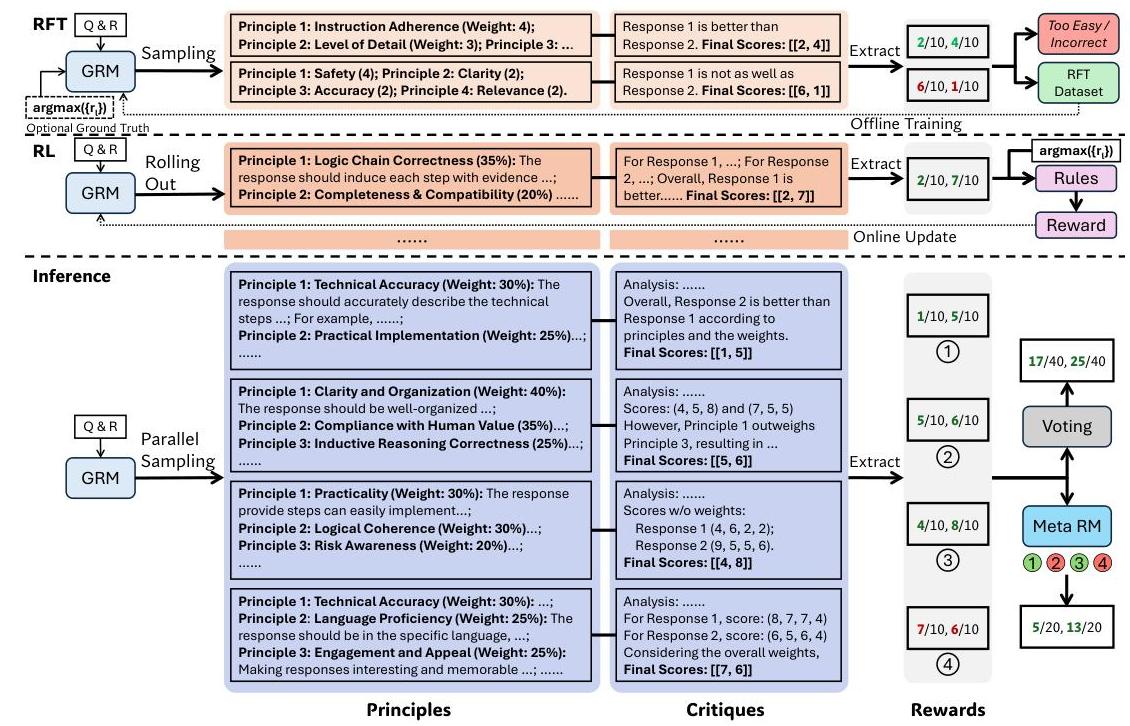 RFT
Q & R
GRM
argmax({rᵢ})
Optional Ground Truth
Sampling
Principle 1: Instruction Adherence (Weight: 4);
Principle 2: Level of Detail (Weight: 3); Principle 3: ...
Principle 1: Safety (4); Principle 2: Clarity (2);
Principle 3: Accuracy (2); Principle 4: Relevance (2).
Response 1 is better than
Response 2. Final Scores: [[2, 4]]
Response 1 is not as well as
Response 2. Final Scores: [[6, 1]]
Extract
2/10, 4/10
6/10, 1/10
Too Easy /
Incorrect
RFT
Dataset
Offline Training
RL
Q & R
GRM
Rolling
Out
Principle 1: Logic Chain Correctness (35%): The
response should induce each step with evidence ...;
Principle 2: Completeness & Compatibility (20%) ......
For Response 1, ...; For Response
2, ...; Overall, Response 1 is
better...... Final Scores: [[2, 7]]
Extract
2/10, 7/10
argmax({rᵢ})
Rules
Reward
......
......
Online Update
Inference
Q & R
GRM
Parallel
Sampling
Principle 1: Technical Accuracy (Weight: 30%): The
response should accurately describe the technical
steps ...; For example, ......;
Principle 2: Practical Implementation (Weight: 25%)...;
......
Analysis: ......
Overall, Response 2 is better than
Response 1 according to
principles and the weights.
Final Scores: [[1, 5]]
Principle 1: Clarity and Organization (Weight: 40%):
The response should be well-organized ...;
Principle 2: Compliance with Human Value (35%)...;
Principle 3: Inductive Reasoning Correctness (25%)...;
......
Analysis: ......
Scores: (4, 5, 8) and (7, 5, 5)
However, Principle 1 outweighs
Principle 3, resulting in ...
Final Scores: [[5, 6]]
Principle 1: Practicality (Weight: 30%): The response
provide steps can easily implement...;
Principle 2: Logical Coherence (Weight: 30%)...;
Principle 3: Risk Awareness (Weight: 20%)...;
......
Analysis: ......
Scores w/o weights:
Response 1 (4, 6, 2, 2);
Response 2 (9, 5, 5, 6).
Final Scores: [[4, 8]]
Principle 1: Technical Accuracy (Weight: 30%): ...;
Principle 2: Language Proficiency (Weight: 25%): The
response should be in the specific language, ...;
Principle 3: Engagement and Appeal (Weight: 25%):
Making responses interesting and memorable ...; ......
Analysis: ......
For Response 1, score: (8, 7, 7, 4)
For Response 2, score: (6, 5, 6, 4)
Considering the overall weights,
Final Scores: [[7, 6]]
Extract
1/10, 5/10
①
5/10, 6/10
②
4/10, 8/10
③
7/10, 6/10
④
17/40, 25/40
Voting
Meta RM
① ② ③ ④
5/20, 13/20
Principles
Critiques
Rewards